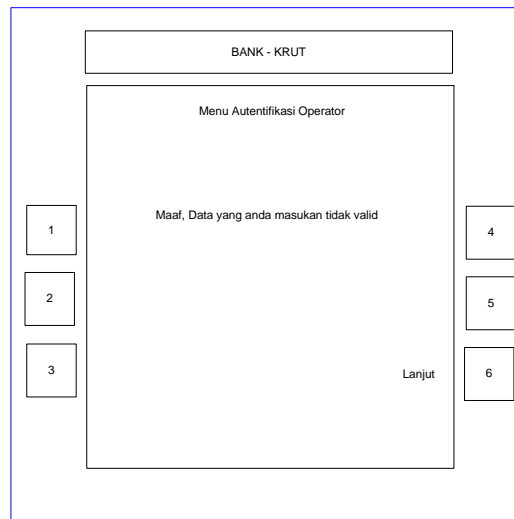 BANK - KRUT
Menu Autentifikasi Operator
Maaf, Data yang anda masukan tidak valid
1
4
2
5
3
Lanjut
6